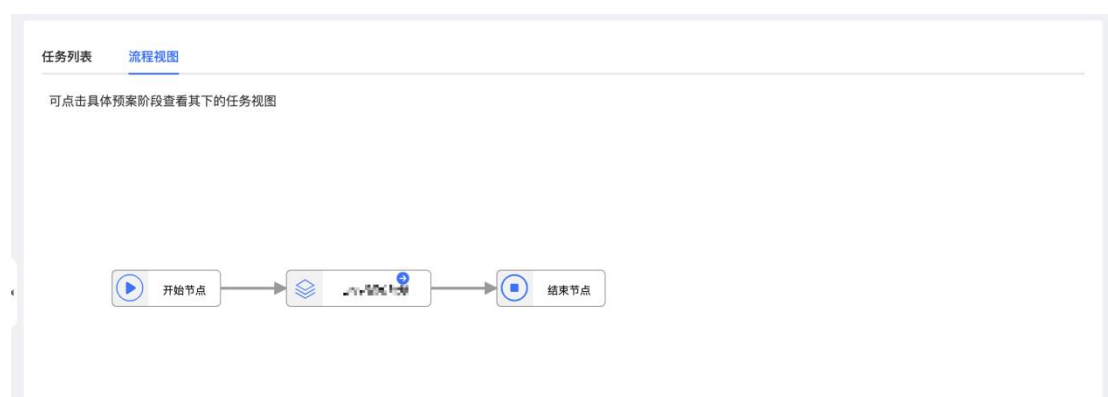 任务列表
流程视图
可点击具体预案阶段查看其下的任务视图
开始节点
结束节点